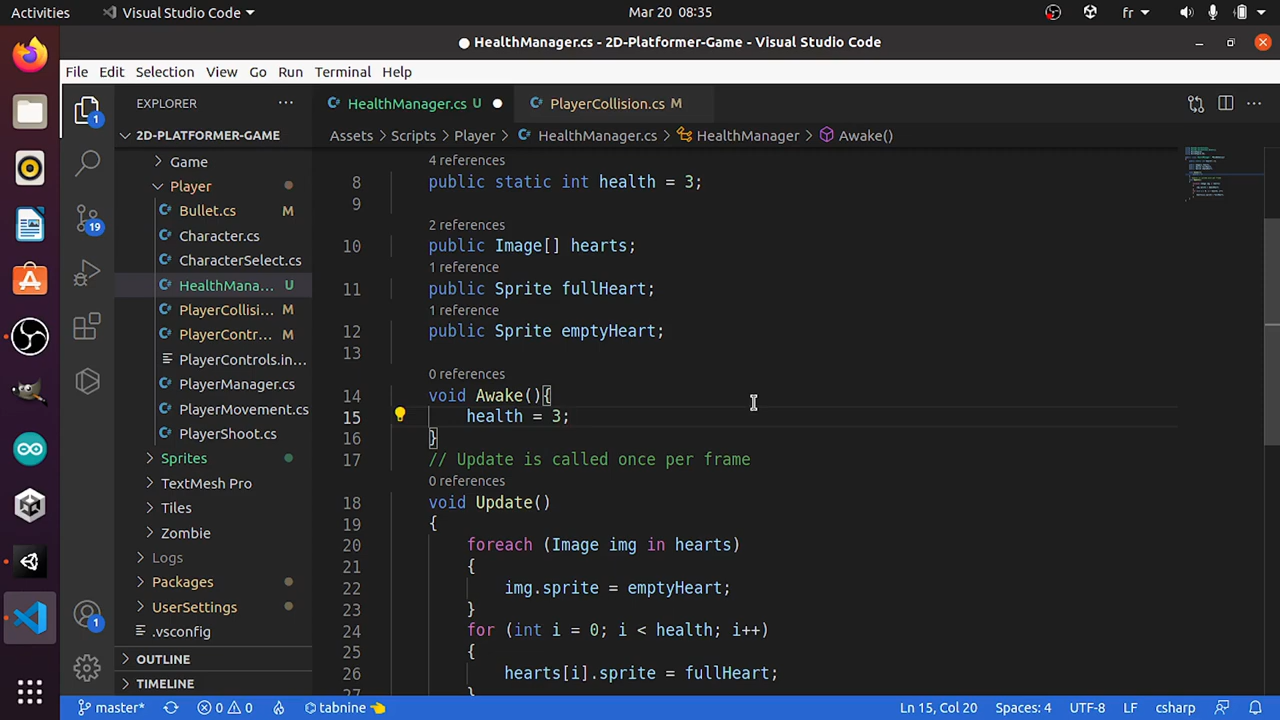 Activities
Visual Studio Code
Mar 20 08:35
fr
HealthManager.cs - 2D-Platformer-Game - Visual Studio Code
File Edit Selection View Go Run Terminal Help
EXPLORER
HealthManager.cs U
PlayerCollision.cs M
2D-PLATFORMER-GAME
Assets > Scripts > Player > HealthManager.cs > HealthManager > Awake()
Game
Player
Bullet.cs M
Character.cs
CharacterSelect.cs
HealthMana... U
PlayerCollisi... M
PlayerContr... M
PlayerControls.in...
PlayerManager.cs
PlayerMovement.cs
PlayerShoot.cs
Sprites
TextMesh Pro
Tiles
Zombie
Logs
Packages
UserSettings
.vsconfig
OUTLINE
TIMELINE
1
19
1
4 references
8 public static int health = 3;
9
2 references
10 public Image[] hearts;
1 reference
11 public Sprite fullHeart;
1 reference
12 public Sprite emptyHeart;
13
0 references
14 void Awake(){
15 health = 3;
16 }
17 // Update is called once per frame
0 references
18 void Update()
19 {
20 foreach (Image img in hearts)
21 {
22 img.sprite = emptyHeart;
23 }
24 for (int i = 0; i < health; i++)
25 {
26 hearts[i].sprite = fullHeart;
27 }
master* 0 0 tabnine Ln 15, Col 20 Spaces: 4 UTF-8 LF csharp